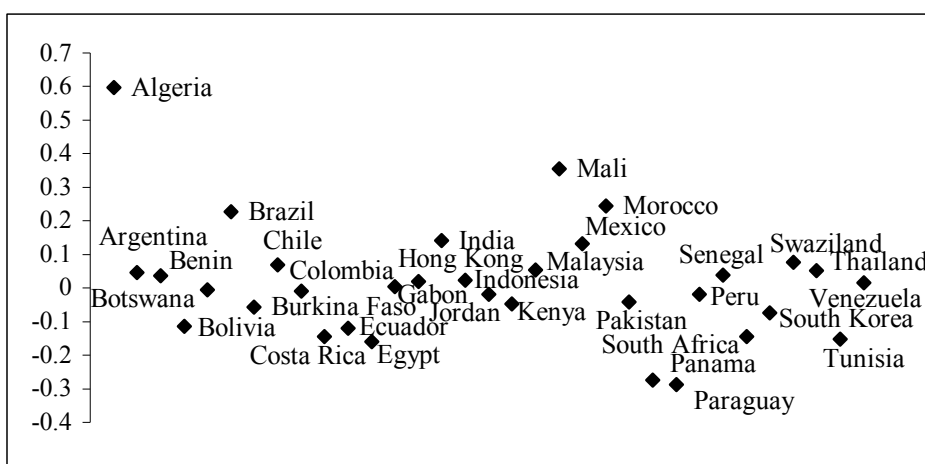 0.7
0.6
Algeria
0.5
0.4
Mali
0.3
Morocco
Brazil
0.2
Mexico
Argentina
Chile
India
Senegal
Swaziland
0.1
Benin
Colombia
Hong Kong
Malaysia
Thailand
0
Botswana
Gabon
Indonesia
Peru
Venezuela
Burkina Faso
Jordan
Kenya
Pakistan
South Korea
-0.1
Bolivia
Ecuador
Costa Rica
Egypt
South Africa
Panama
Tunisia
-0.2
-0.3
Paraguay
-0.4